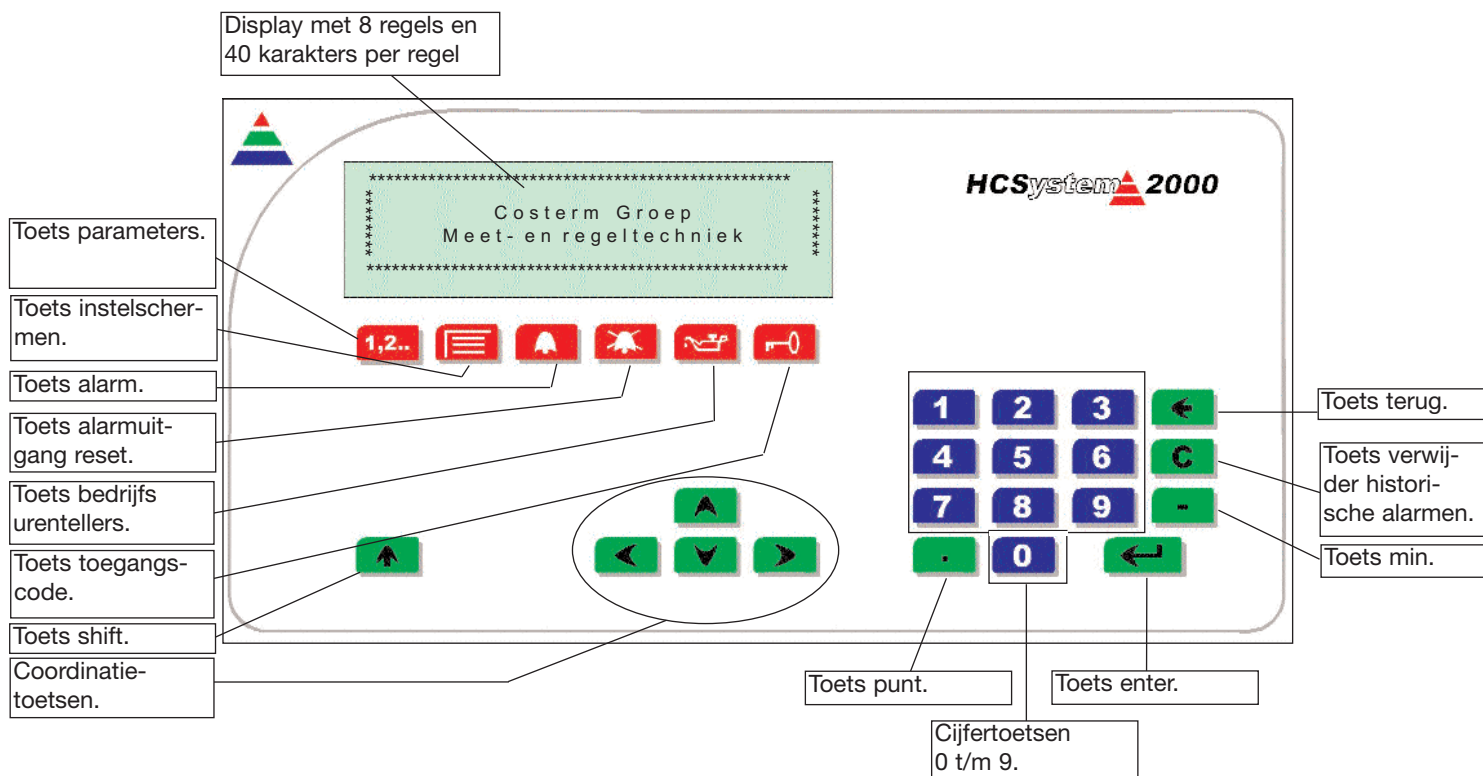 Display met 8 regels en
40 karakters per regel
HCSystem 2000
*************************************************
Costerm Groep
Meet- en regeltechniek
*************************************************
Toets parameters.
Toets instelscher-
men.
Toets alarm.
Toets alarmuit-
gang reset.
Toets bedrijfs
urentellers.
Toets toegangs-
code.
Toets shift.
Coordinatie-
toetsen.
1,2..
1 2 3
4 5 6 C
7 8 9 -
. 0
Toets terug.
Toets verwij-
der histori-
sche alarmen.
Toets min.
Toets punt.
Toets enter.
Cijfertoetsen
0 t/m 9.